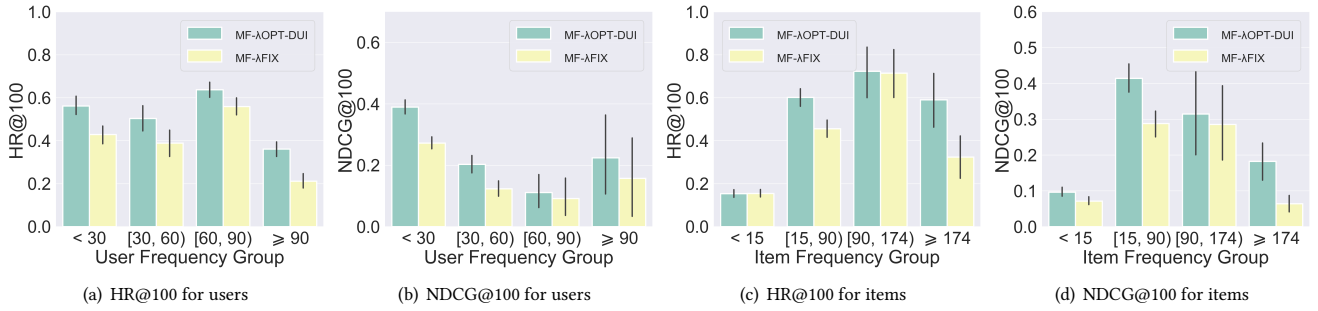 HR@100
1.0
0.8
0.6
0.4
0.2
0.0
MF-λOPT-DUI
MF-λFIX
< 30 [30, 60) [60, 90) ⩾ 90
User Frequency Group
(a) HR@100 for users
NDCG@100
0.6
0.4
0.2
0.0
MF-λOPT-DUI
MF-λFIX
< 30 [30, 60) [60, 90) ⩾ 90
User Frequency Group
(b) NDCG@100 for users
HR@100
1.0
0.8
0.6
0.4
0.2
0.0
MF-λOPT-DUI
MF-λFIX
< 15 [15, 90) [90, 174) ⩾ 174
Item Frequency Group
(c) HR@100 for items
NDCG@100
0.6
0.5
0.4
0.3
0.2
0.1
0.0
MF-λOPT-DUI
MF-λFIX
< 15 [15, 90) [90, 174) ⩾ 174
Item Frequency Group
(d) NDCG@100 for items